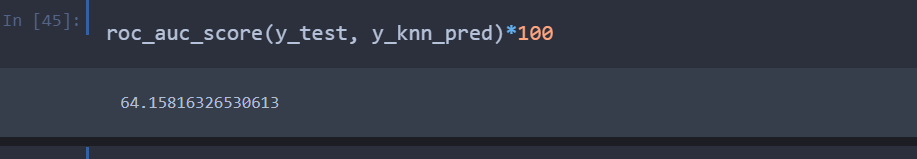 In [45]:
roc_auc_score(y_test, y_knn_pred)*100
64.15816326530613